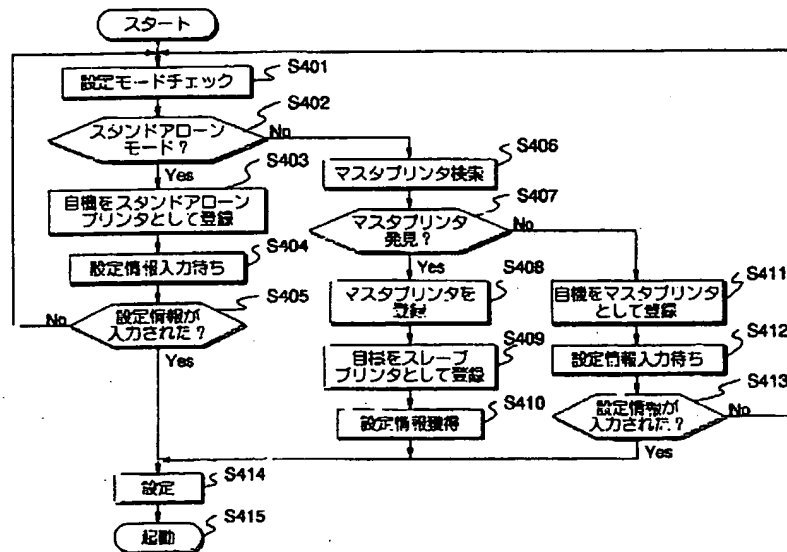 スタート
設定モードチェック
S401
スタンドアローン
モード?
S402
No
Yes
自機をスタンドアローン
プリンタとして登録
S403
設定情報入力待ち
S404
設定情報が
入力された?
S405
No
Yes
マスタプリンタ検索
S406
マスタプリンタ
発見?
S407
No
Yes
マスタプリンタを
登録
S408
自機をスレーブ
プリンタとして登録
S409
設定情報獲得
S410
自機をマスタプリンタ
として登録
S411
設定情報入力待ち
S412
設定情報が
入力された?
S413
No
Yes
設定
S414
起動
S415